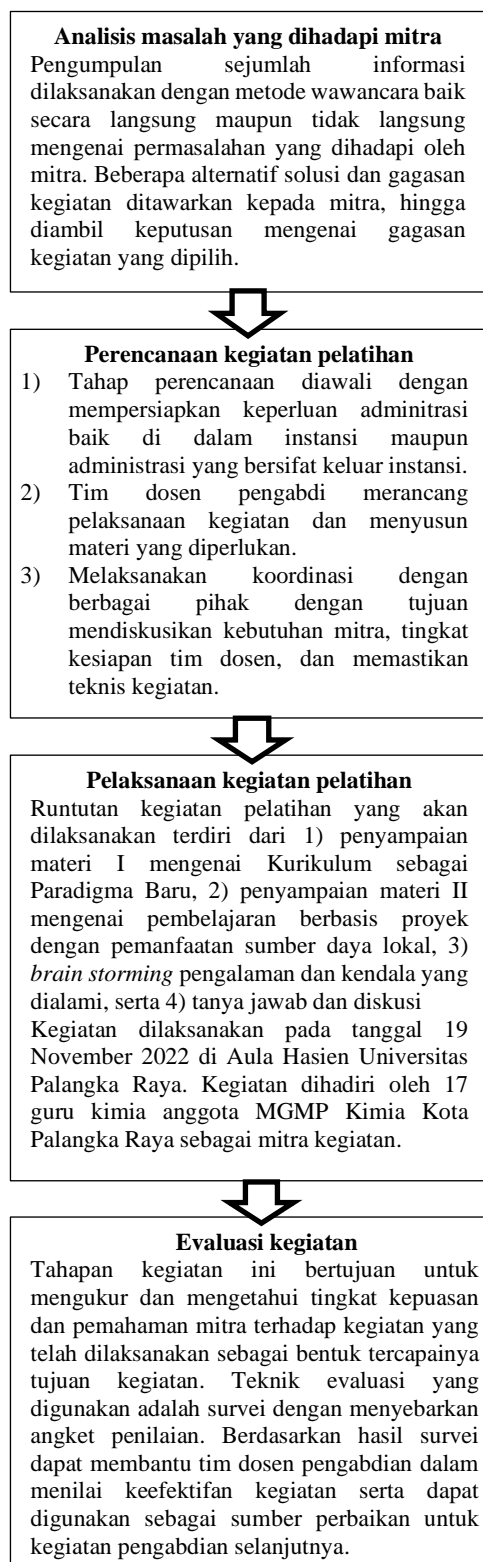 Analisis masalah yang dihadapi mitra
Pengumpulan sejumlah informasi
dilaksanakan dengan metode wawancara baik
secara langsung maupun tidak langsung
mengenai permasalahan yang dihadapi oleh
mitra. Beberapa alternatif solusi dan gagasan
kegiatan ditawarkan kepada mitra, hingga
diambil keputusan mengenai gagasan
kegiatan yang dipilih.
Perencanaan kegiatan pelatihan
1) Tahap perencanaan diawali dengan
mempersiapkan keperluan adminitrasi
baik di dalam instansi maupun
administrasi yang bersifat keluar instansi.
2) Tim dosen pengabdi merancang
pelaksanaan kegiatan dan menyusun
materi yang diperlukan.
3) Melaksanakan koordinasi dengan
berbagai pihak dengan tujuan
mendiskusikan kebutuhan mitra, tingkat
kesiapan tim dosen, dan memastikan
teknis kegiatan.
Pelaksanaan kegiatan pelatihan
Runtutan kegiatan pelatihan yang akan
dilaksanakan terdiri dari 1) penyampaian
materi I mengenai Kurikulum sebagai
Paradigma Baru, 2) penyampaian materi II
mengenai pembelajaran berbasis proyek
dengan pemanfaatan sumber daya lokal, 3)
brain storming pengalaman dan kendala yang
dialami, serta 4) tanya jawab dan diskusi
Kegiatan dilaksanakan pada tanggal 19
November 2022 di Aula Hasien Universitas
Palangka Raya. Kegiatan dihadiri oleh 17
guru kimia anggota MGMP Kimia Kota
Palangka Raya sebagai mitra kegiatan.
Evaluasi kegiatan
Tahapan kegiatan ini bertujuan untuk
mengukur dan mengetahui tingkat kepuasan
dan pemahaman mitra terhadap kegiatan yang
telah dilaksanakan sebagai bentuk tercapainya
tujuan kegiatan. Teknik evaluasi yang
digunakan adalah survei dengan menyebarkan
angket penilaian. Berdasarkan hasil survei
dapat membantu tim dosen pengabdian dalam
menilai keefektifan kegiatan serta dapat
digunakan sebagai sumber perbaikan untuk
kegiatan pengabdian selanjutnya.